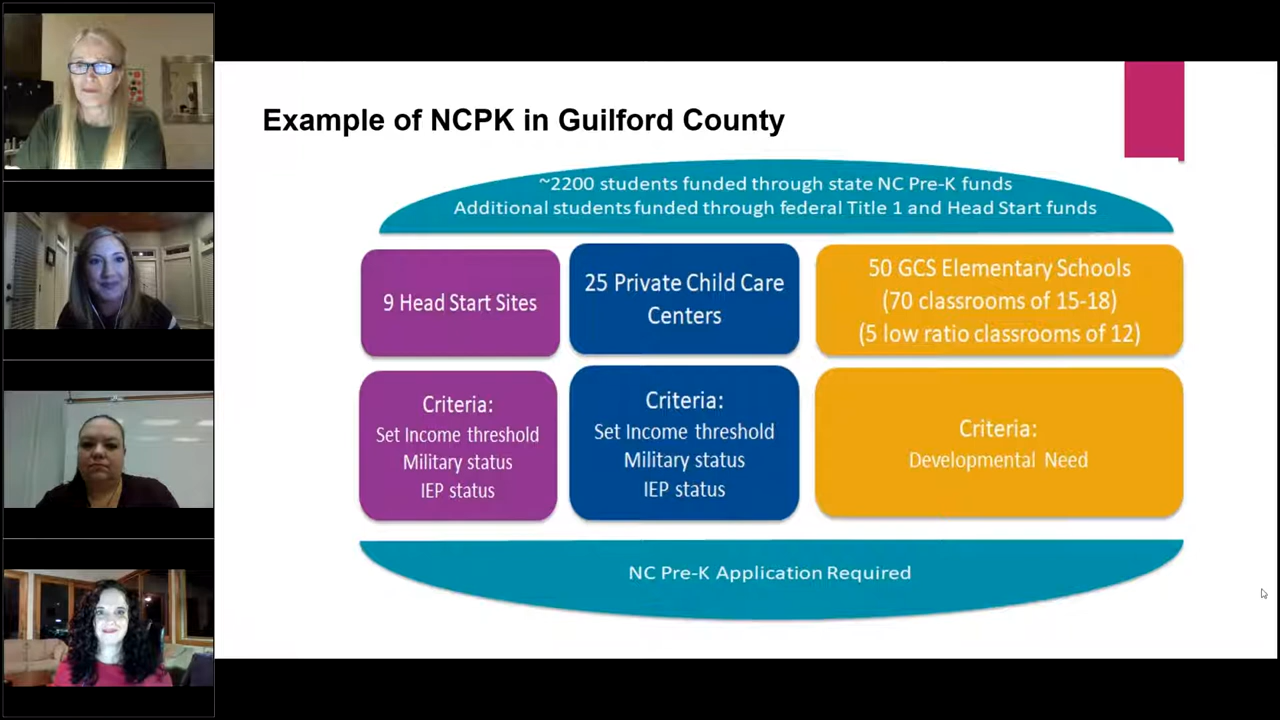 Example of NCPK in Guilford County
~2200 students funded through state NC Pre-K funds
Additional students funded through federal Title 1 and Head Start funds
9 Head Start Sites
25 Private Child Care
Centers
50 GCS Elementary Schools
(70 classrooms of 15-18)
(5 low ratio classrooms of 12)
Criteria:
Set Income threshold
Military status
IEP status
Criteria:
Set Income threshold
Military status
IEP status
Criteria:
Developmental Need
NC Pre-K Application Required